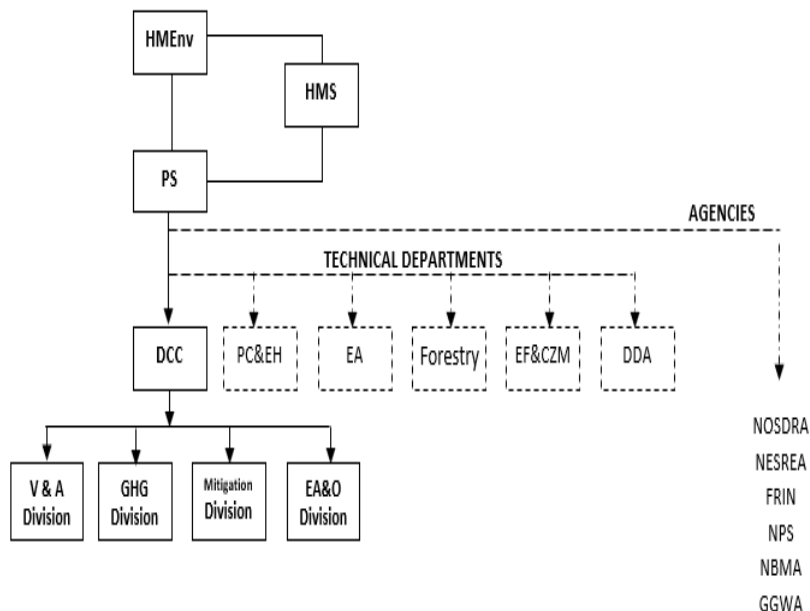 HMEnv
HMS
PS
AGENCIES
TECHNICAL DEPARTMENTS
DCC
PC&EH
EA
Forestry
EF&CZM
DDA
V & A
Division
GHG
Division
Mitigation
Division
EA&O
Division
NOSDRA
NESREA
FRIN
NPS
NBMA
GGWA